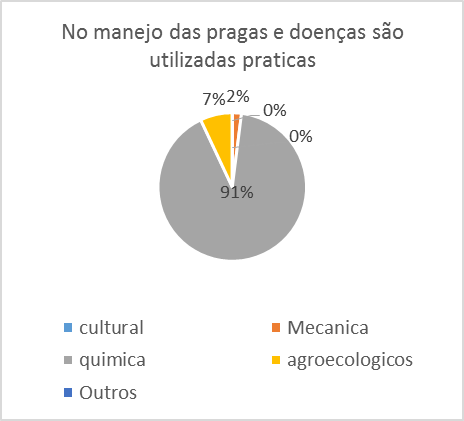 No manejo das pragas e doenças são
utilizadas praticas
7% 2% 0%
0%
91%
cultural Mecanica
quimica agroecologicos
Outros